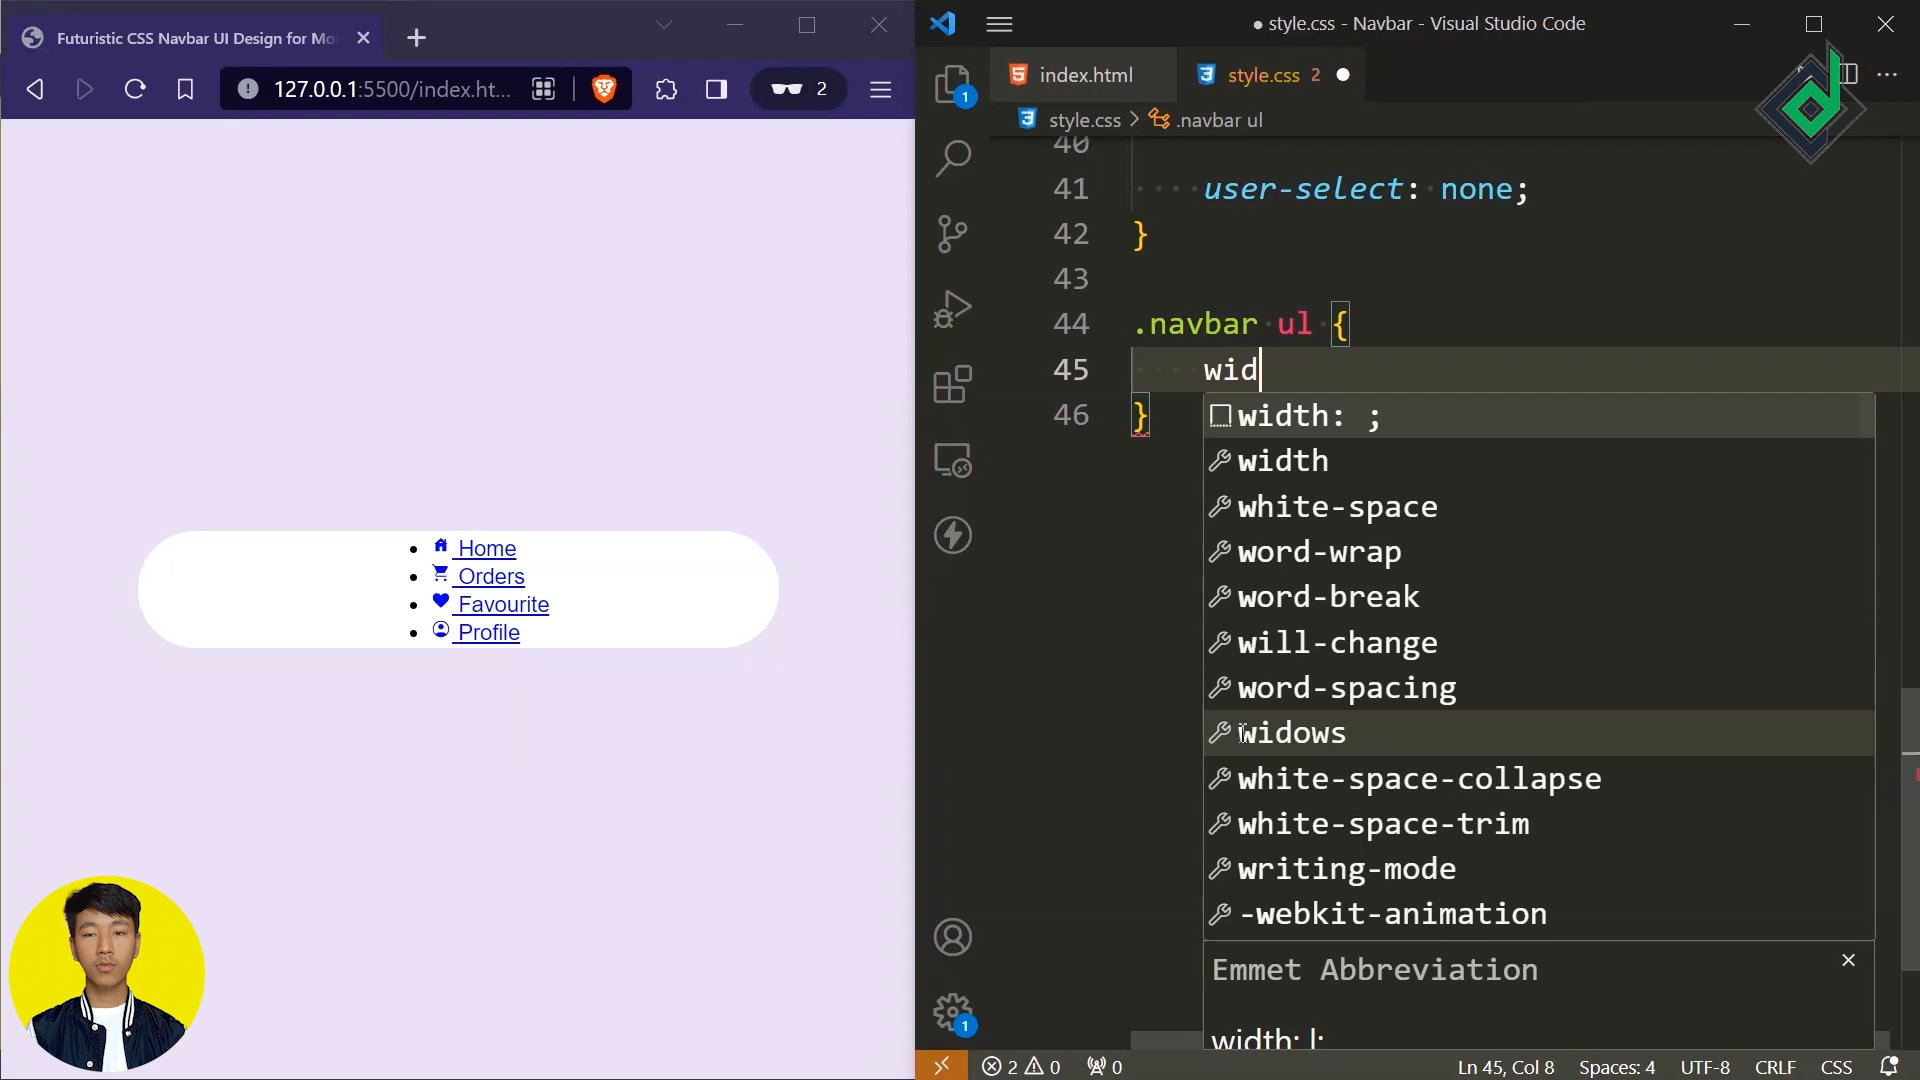 Futuristic CSS Navbar UI Design for Mo
127.0.0.1:5500/index.ht...
2
Home
Orders
Favourite
Profile
● style.css - Navbar - Visual Studio Code
index.html
style.css 2
style.css > .navbar ul
40
41 user-select: none;
42 }
43
44 .navbar ul {
45 wid
46 }
width: ;
width
white-space
word-wrap
word-break
will-change
word-spacing
widows
white-space-collapse
white-space-trim
writing-mode
-webkit-animation
Emmet Abbreviation
width: |;
1
1
2 0 0
Ln 45, Col 8 Spaces: 4 UTF-8 CRLF CSS